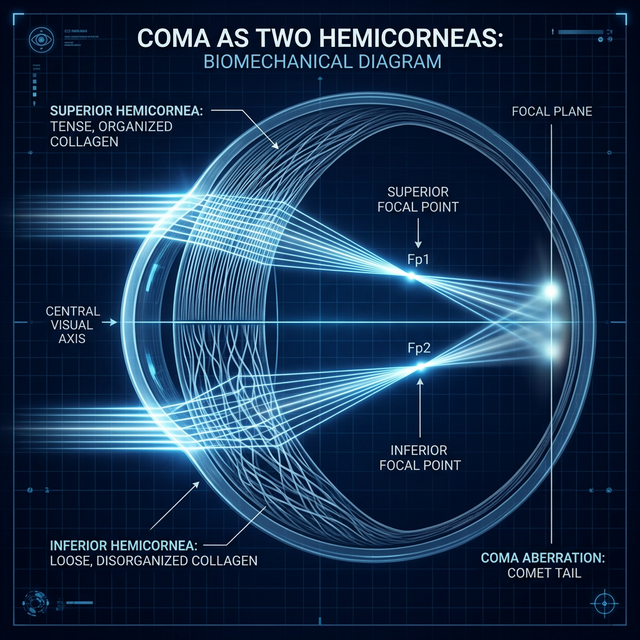 COMA AS TWO HEMICORNEAS:
BIOMECHANICAL DIAGRAM
SUPERIOR HEMICORNEA:
TENSE, ORGANIZED
COLLAGEN
FOCAL PLANE
SUPERIOR
FOCAL POINT
Fp1
CENTRAL
VISUAL
AXIS
Fp2
INFERIOR
FOCAL POINT
INFERIOR HEMICORNEA:
LOOSE, DISORGANIZED COLLAGEN
COMA ABERRATION:
COMET TAIL